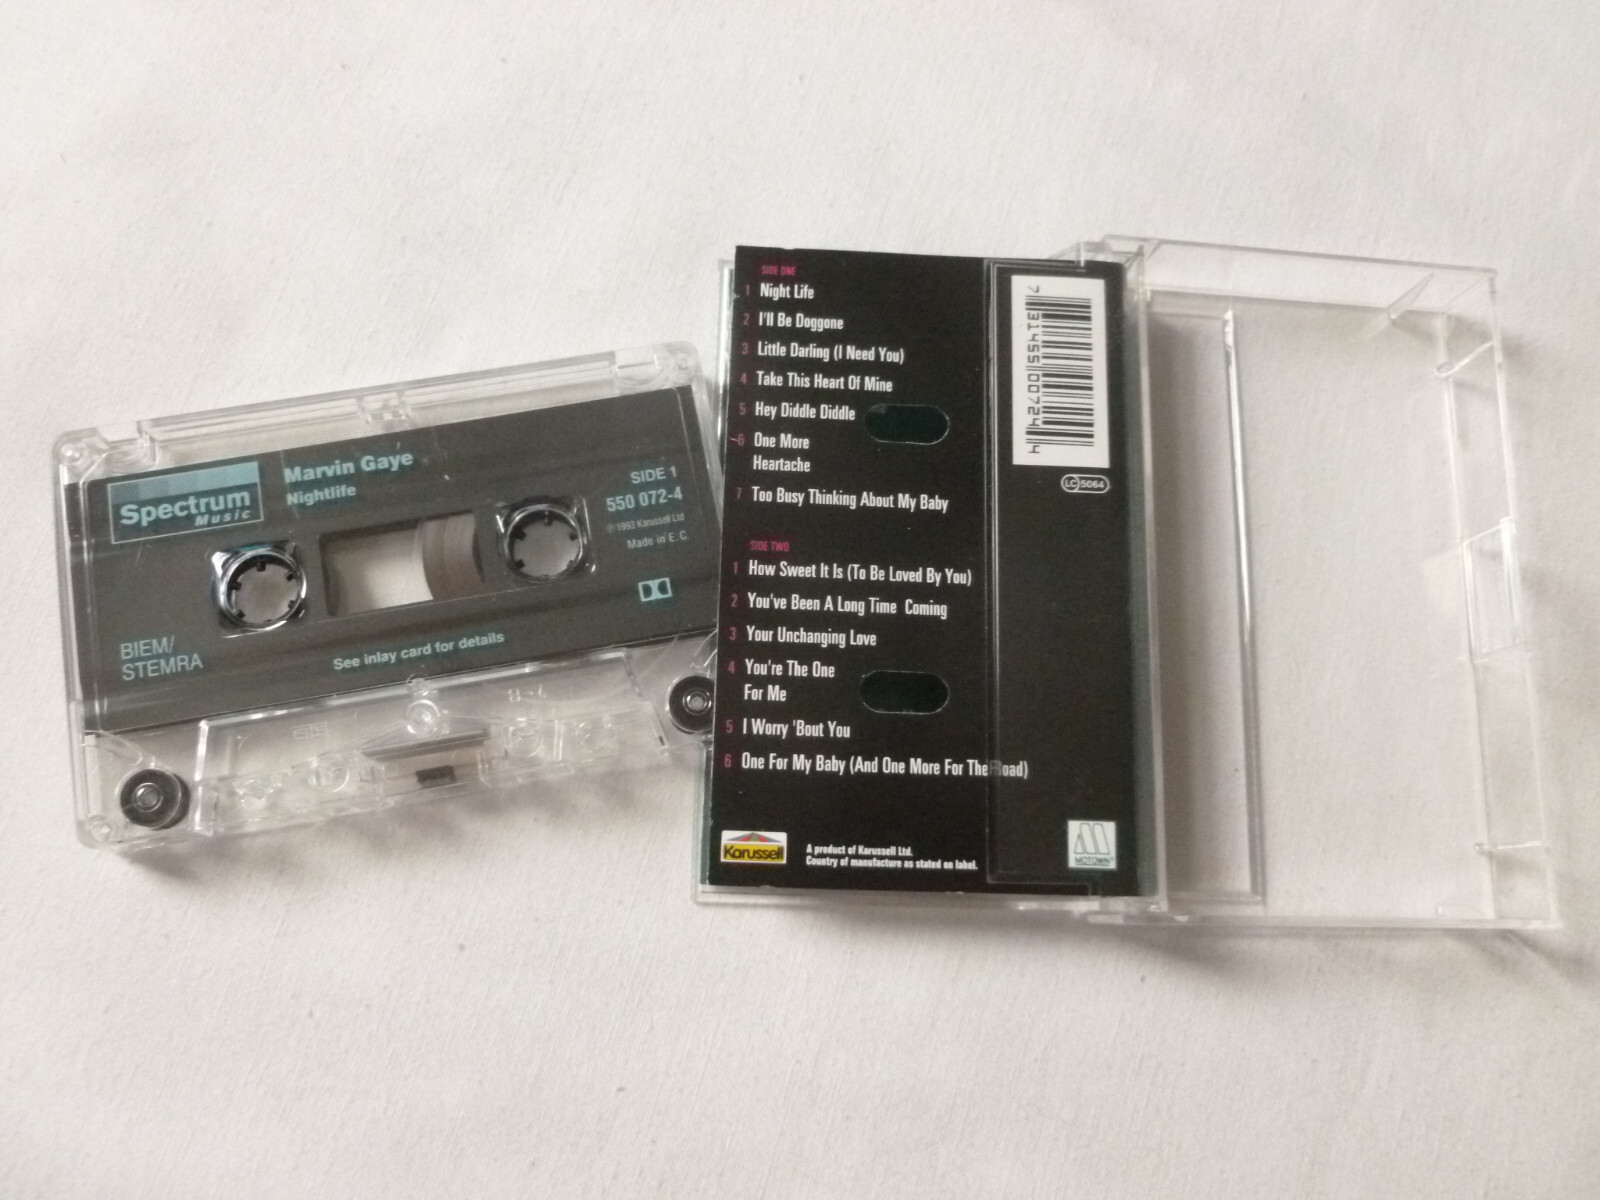 Spectrum
Music
Marvin Gaye
Nightlife
SIDE 1
550 072-4
℗ 1993 Karussell Ltd
Made in E.C.
BIEM/
STEMRA
See inlay card for details
SIDE ONE
1 Night Life
2 I'll Be Doggone
3 Little Darling (I Need You)
4 Take This Heart Of Mine
5 Hey Diddle Diddle
6 One More
Heartache
7 Too Busy Thinking About My Baby
SIDE TWO
1 How Sweet It Is (To Be Loved By You)
2 You've Been A Long Time Coming
3 Your Unchanging Love
4 You're The One
For Me
5 I Worry 'Bout You
6 One For My Baby (And One More For The Road)
Karussell
A product of Karussell Ltd.
Country of manufacture as stated on label.
7 31455 00724 4
LC 5064
MOTOWN